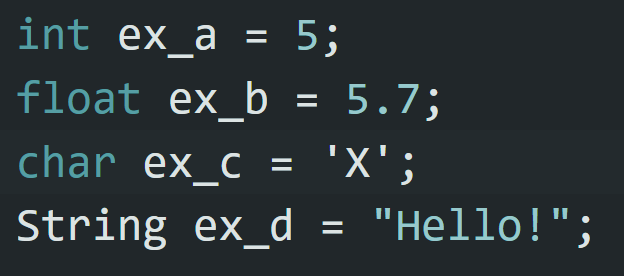 int ex_a = 5;
float ex_b = 5.7;
char ex_c = 'X';
String ex_d = "Hello!";